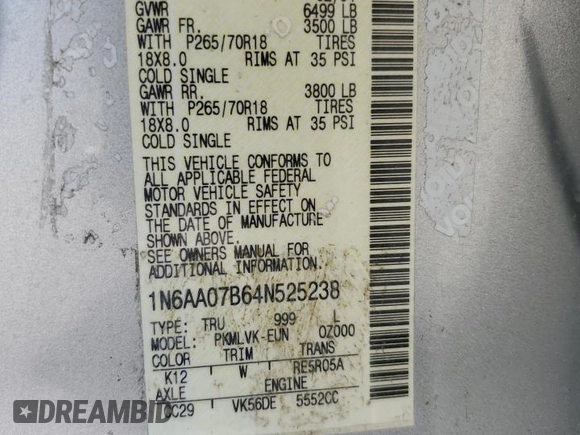 GVWR 6499 LB
GAWR FR. 3500 LB
WITH P265/70R18 TIRES
18X8.0 RIMS AT 35 PSI
COLD SINGLE
GAWR RR. 3800 LB
WITH P265/70R18 TIRES
18X8.0 RIMS AT 35 PSI
COLD SINGLE
THIS VEHICLE CONFORMS TO
ALL APPLICABLE FEDERAL
MOTOR VEHICLE SAFETY
STANDARDS IN EFFECT ON
THE DATE OF MANUFACTURE
SHOWN ABOVE.
SEE OWNERS MANUAL FOR
ADDITIONAL INFORMATION.
1N6AA07B64N525238
TYPE: TRU 999 L
MODEL: PKMLVK-EUN 0Z000
COLOR TRIM TRANS
K12 W RE5R05A
AXLE ENGINE
CC29 VK56DE 5552CC
DREAMBID.COM